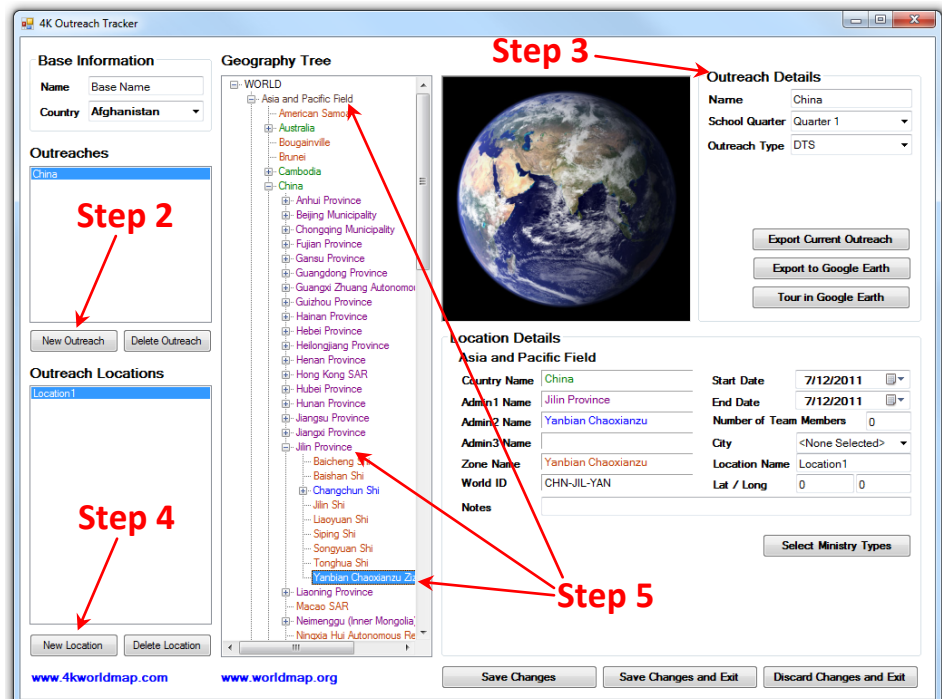 4K Outreach Tracker
Step 3
Base Information
Name Base Name
Country Afghanistan
Outreaches
China
Step 2
New Outreach Delete Outreach
Outreach Locations
Location1
Step 4
New Location Delete Location
www.4kworldmap.com
Geography Tree
WORLD
Asia and Pacific Field
American Samoa
Australia
Bougainville
Brunei
Cambodia
China
Anhui Province
Beijing Municipality
Chongqing Municipality
Fujian Province
Gansu Province
Guangdong Province
Guangxi Zhuang Autonomou
Guizhou Province
Hainan Province
Hebei Province
Heilongjiang Province
Henan Province
Hong Kong SAR
Hubei Province
Hunan Province
Jiangsu Province
Jiangxi Province
Jilin Province
Baicheng Shi
Baishan Shi
Changchun Shi
Jilin Shi
Liaoyuan Shi
Siping Shi
Songyuan Shi
Tonghua Shi
Yanbian Chaoxianzu Zia
Liaoning Province
Macao SAR
Neimenggu (Inner Mongolia)
Ningxia Hui Autonomous Re
www.worldmap.org
Outreach Details
Name China
School Quarter Quarter 1
Outreach Type DTS
Export Current Outreach
Export to Google Earth
Tour in Google Earth
Location Details
Asia and Pacific Field
Country Name China
Admin1 Name Jilin Province
Admin2 Name Yanbian Chaoxianzu
Admin3 Name
Zone Name Yanbian Chaoxianzu
World ID CHN-JIL-YAN
Notes
Start Date 7/12/2011
End Date 7/12/2011
Number of Team Members 0
City <None Selected>
Location Name Location1
Lat / Long 0 0
Select Ministry Types
Step 5
Save Changes Save Changes and Exit Discard Changes and Exit